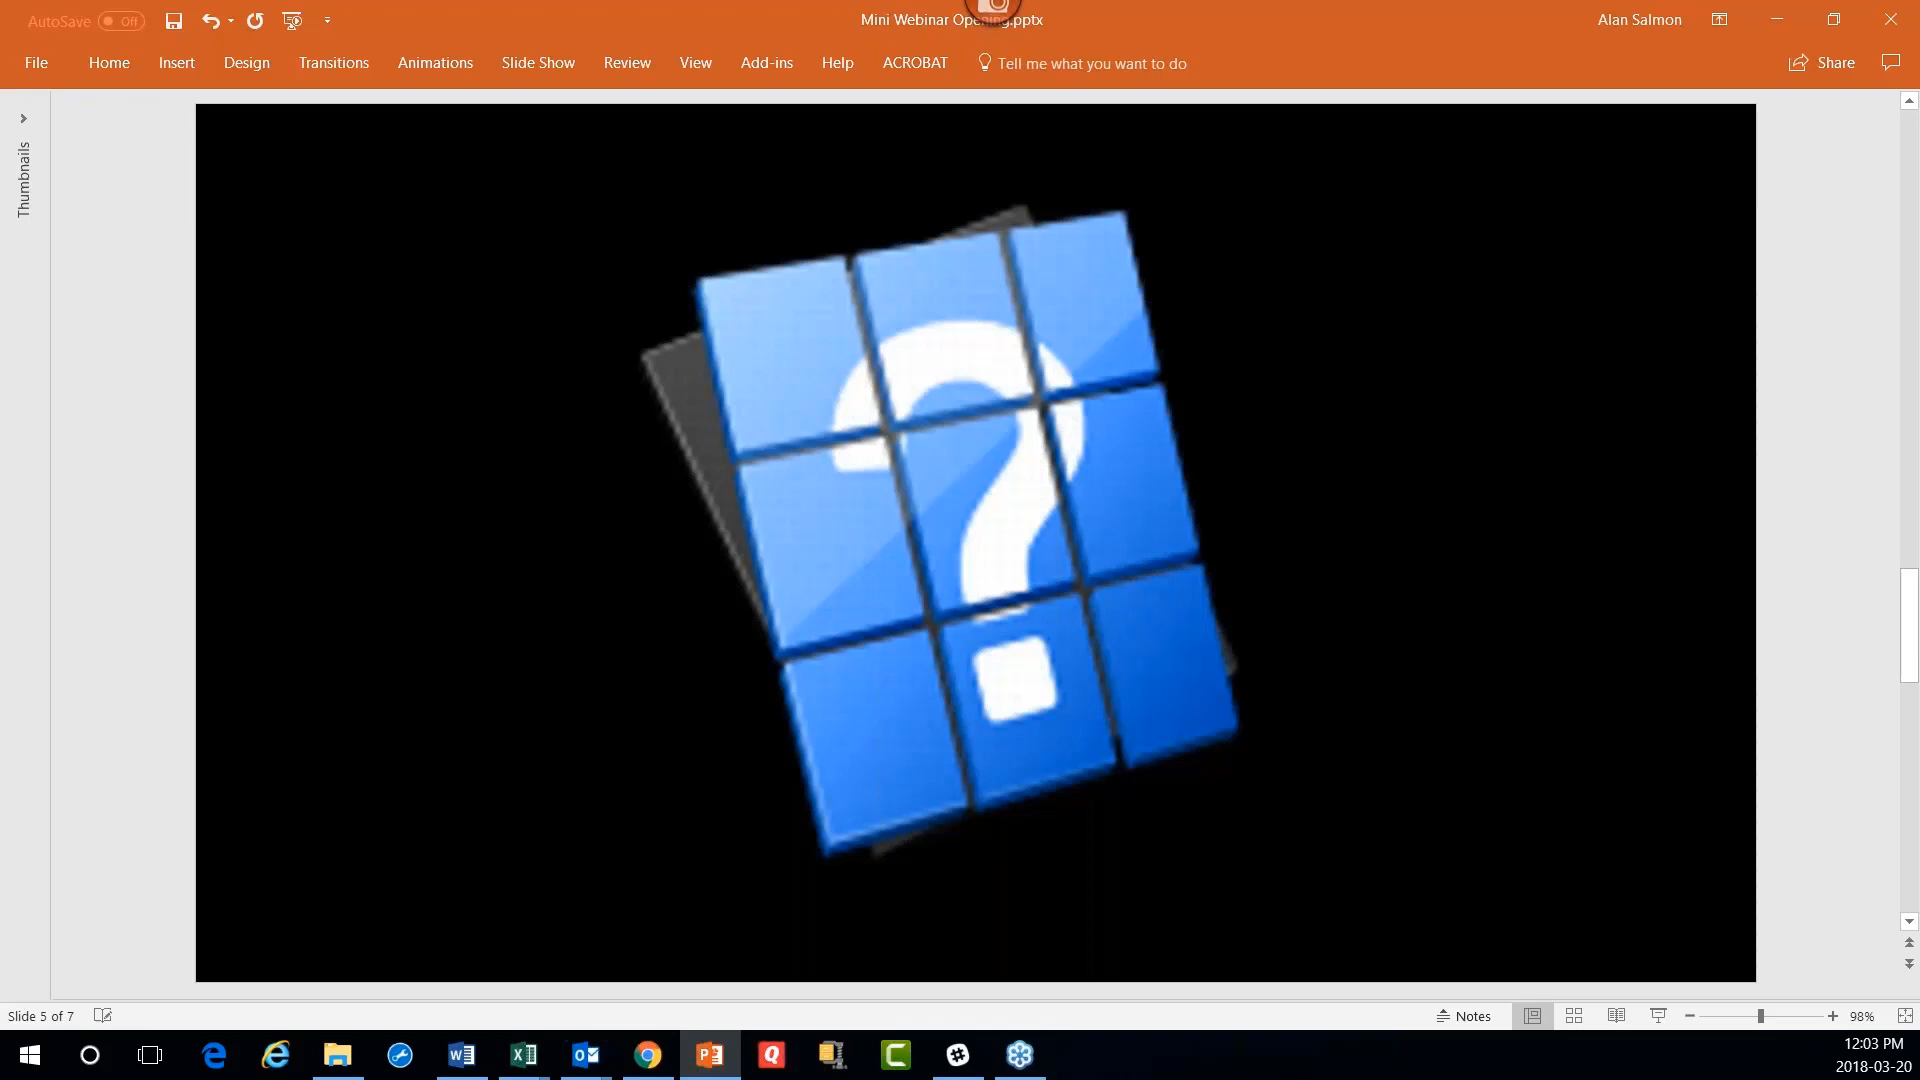 AutoSave Off
Mini Webinar Opening.pptx
Alan Salmon
File Home Insert Design Transitions Animations Slide Show Review View Add-ins Help ACROBAT Tell me what you want to do Share
Thumbnails
?
Slide 5 of 7
Notes
98%
12:03 PM
2018-03-20